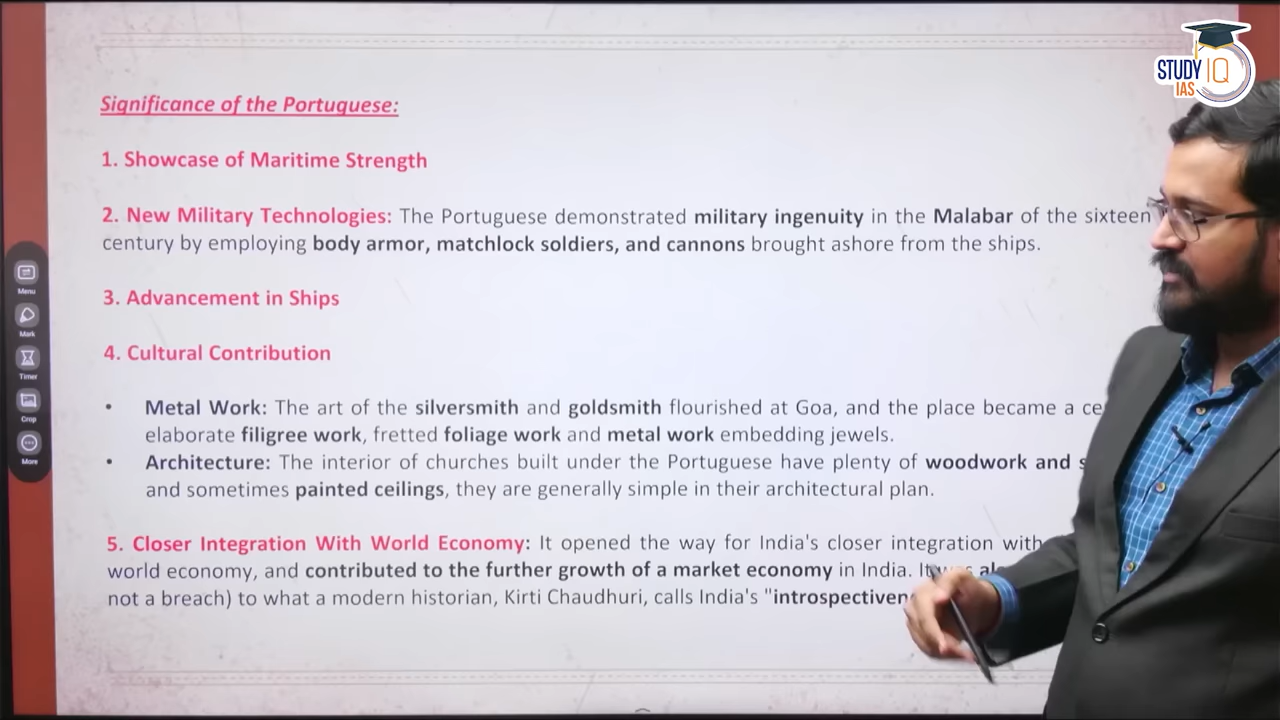 STUDY IQ
IAS
Significance of the Portuguese:
1. Showcase of Maritime Strength
2. New Military Technologies: The Portuguese demonstrated military ingenuity in the Malabar of the sixteen
century by employing body armor, matchlock soldiers, and cannons brought ashore from the ships.
3. Advancement in Ships
4. Cultural Contribution
• Metal Work: The art of the silversmith and goldsmith flourished at Goa, and the place became a
elaborate filigree work, fretted foliage work and metal work embedding jewels.
• Architecture: The interior of churches built under the Portuguese have plenty of woodwork and
and sometimes painted ceilings, they are generally simple in their architectural plan.
5. Closer Integration With World Economy: It opened the way for India's closer integration with
world economy, and contributed to the further growth of a market economy in India. It
not a breach) to what a modern historian, Kirti Chaudhuri, calls India's "
Menu
Mark
Timer
Crop
More